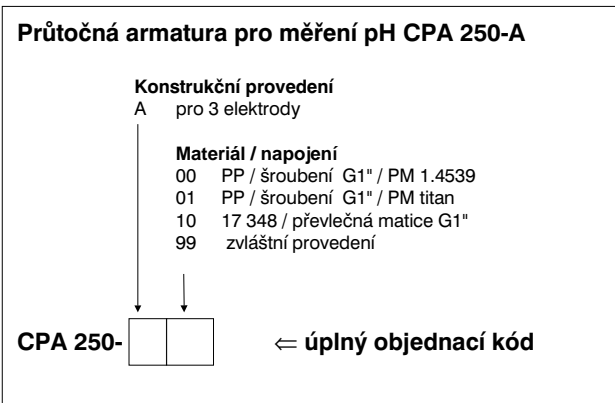 Průtočná armatura pro měření pH CPA 250-A
Konstrukční provedení
A pro 3 elektrody
Materiál / napojení
00 PP / šroubení G1" / PM 1.4539
01 PP / šroubení G1" / PM titan
10 17 348 / převlečná matice G1"
99 zvláštní provedení
CPA 250- ⇐ úplný objednací kód